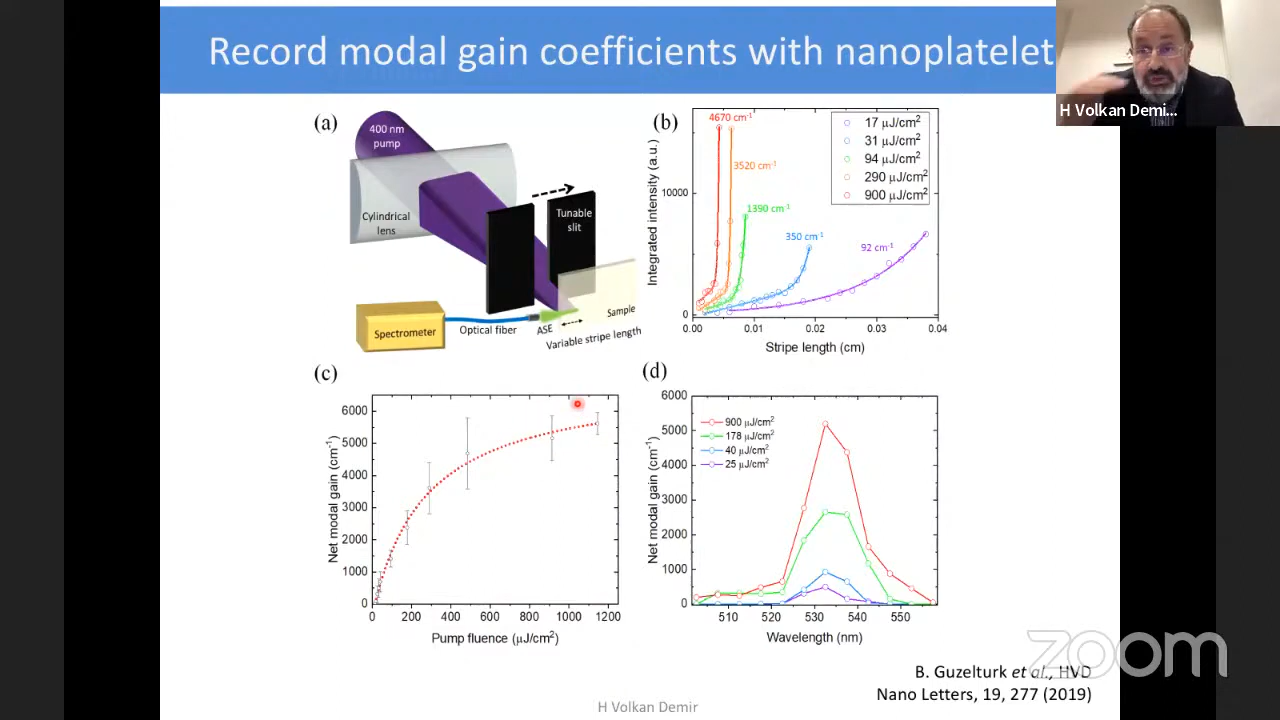 Record modal gain coefficients with nanoplatelet
H Volkan Demi...
(a)
400 nm
pump
Cylindrical
lens
Tunable
slit
Spectrometer
Optical fiber
ASE
Sample
Variable stripe length
(b)
Integrated intensity (a.u.)
10000
0
4670 cm⁻¹
3520 cm⁻¹
1390 cm⁻¹
350 cm⁻¹
92 cm⁻¹
17 μJ/cm²
31 μJ/cm²
94 μJ/cm²
290 μJ/cm²
900 μJ/cm²
0.00 0.01 0.02 0.03 0.04
Stripe length (cm)
(c)
Net modal gain (cm⁻¹)
6000
5000
4000
3000
2000
1000
0
0 200 400 600 800 1000 1200
Pump fluence (μJ/cm²)
(d)
Net modal gain (cm⁻¹)
6000
5000
4000
3000
2000
1000
0
900 μJ/cm²
178 μJ/cm²
40 μJ/cm²
25 μJ/cm²
510 520 530 540 550
Wavelength (nm)
zoom
B. Guzelturk et al., HVD
Nano Letters, 19, 277 (2019)
H Volkan Demir